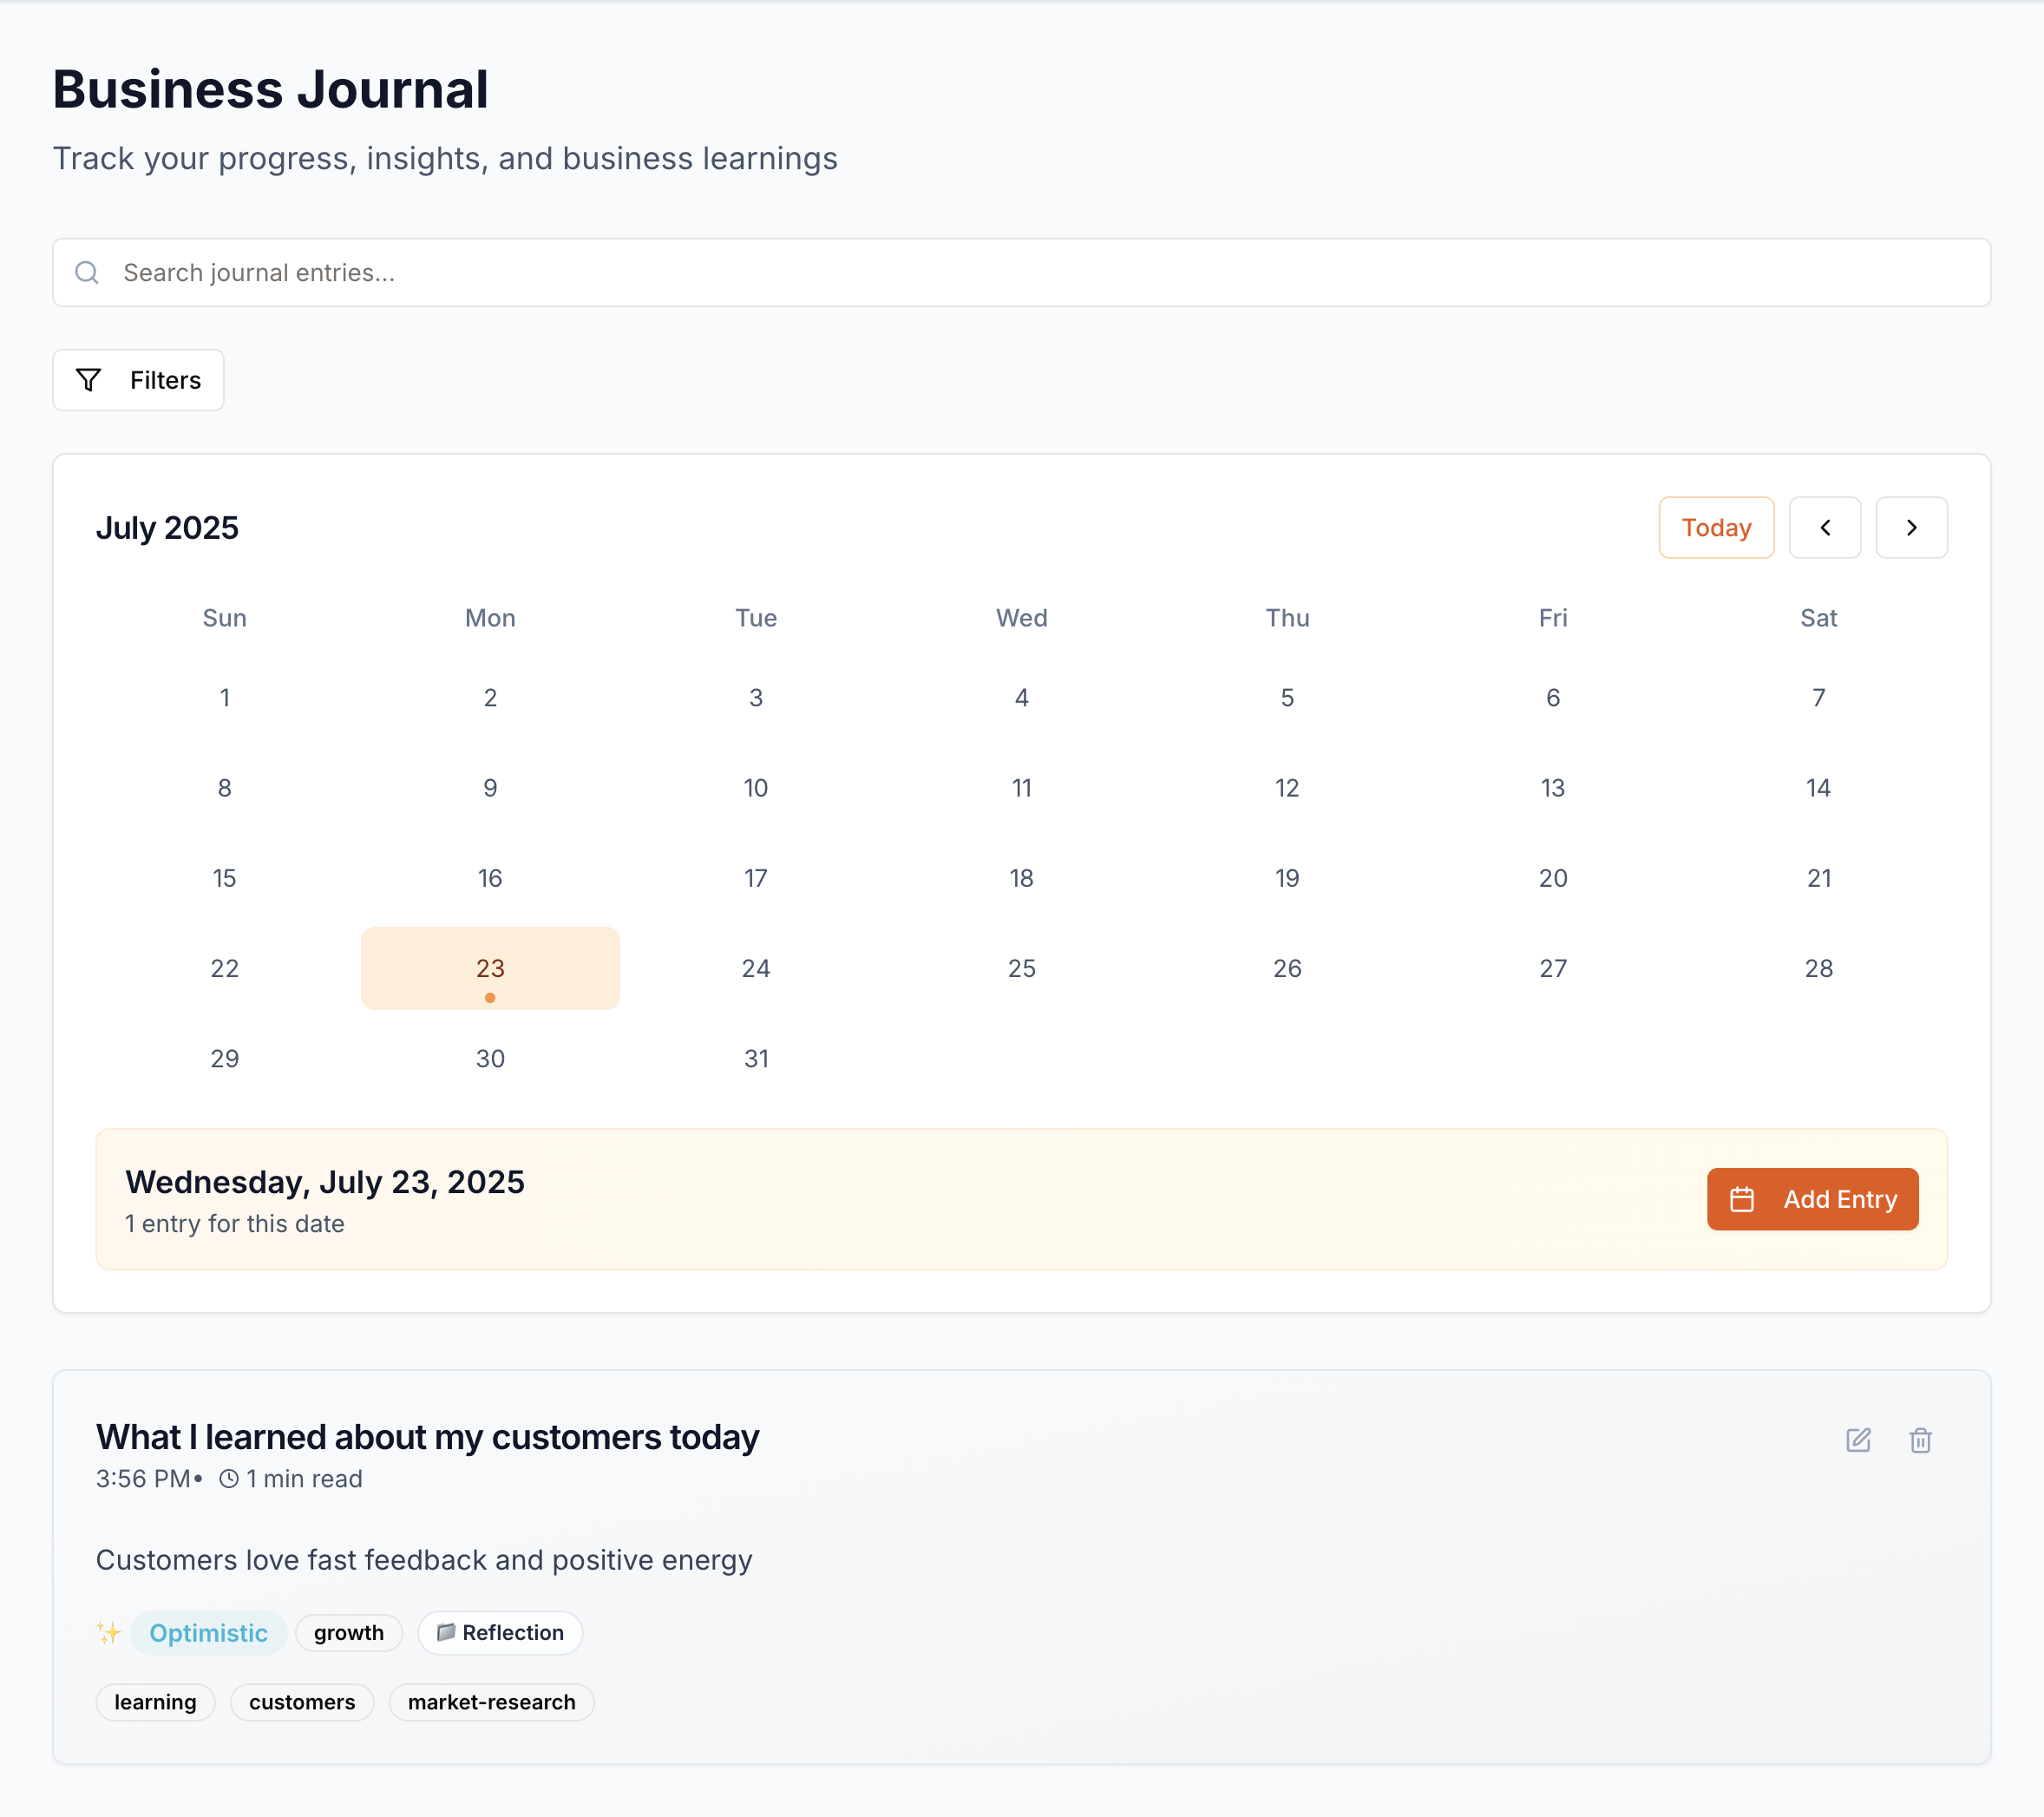 Business Journal
Track your progress, insights, and business learnings
Search journal entries...
Filters
July 2025
Today
Sun Mon Tue Wed Thu Fri Sat
1 2 3 4 5 6 7
8 9 10 11 12 13 14
15 16 17 18 19 20 21
22 23 24 25 26 27 28
29 30 31
Wednesday, July 23, 2025
1 entry for this date
Add Entry
What I learned about my customers today
3:56 PM• 1 min read
Customers love fast feedback and positive energy
Optimistic growth Reflection
learning customers market-research